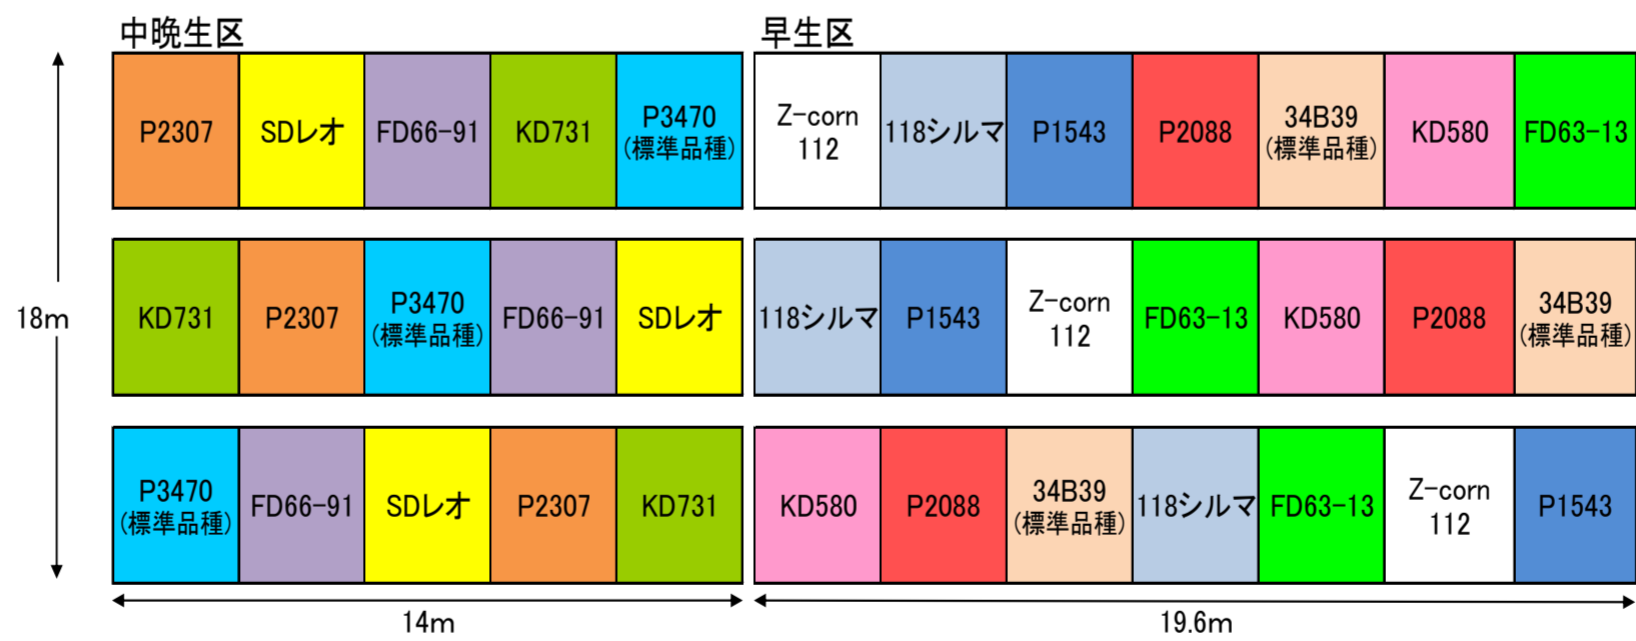 中晩生区
早生区
P2307
SDレオ
FD66-91
KD731
P3470
(標準品種)
Z-corn
112
118シルマ
P1543
P2088
34B39
(標準品種)
KD580
FD63-13
18m
KD731
P2307
P3470
(標準品種)
FD66-91
SDレオ
118シルマ
P1543
Z-corn
112
FD63-13
KD580
P2088
34B39
(標準品種)
P3470
(標準品種)
FD66-91
SDレオ
P2307
KD731
KD580
P2088
34B39
(標準品種)
118シルマ
FD63-13
Z-corn
112
P1543
14m
19.6m